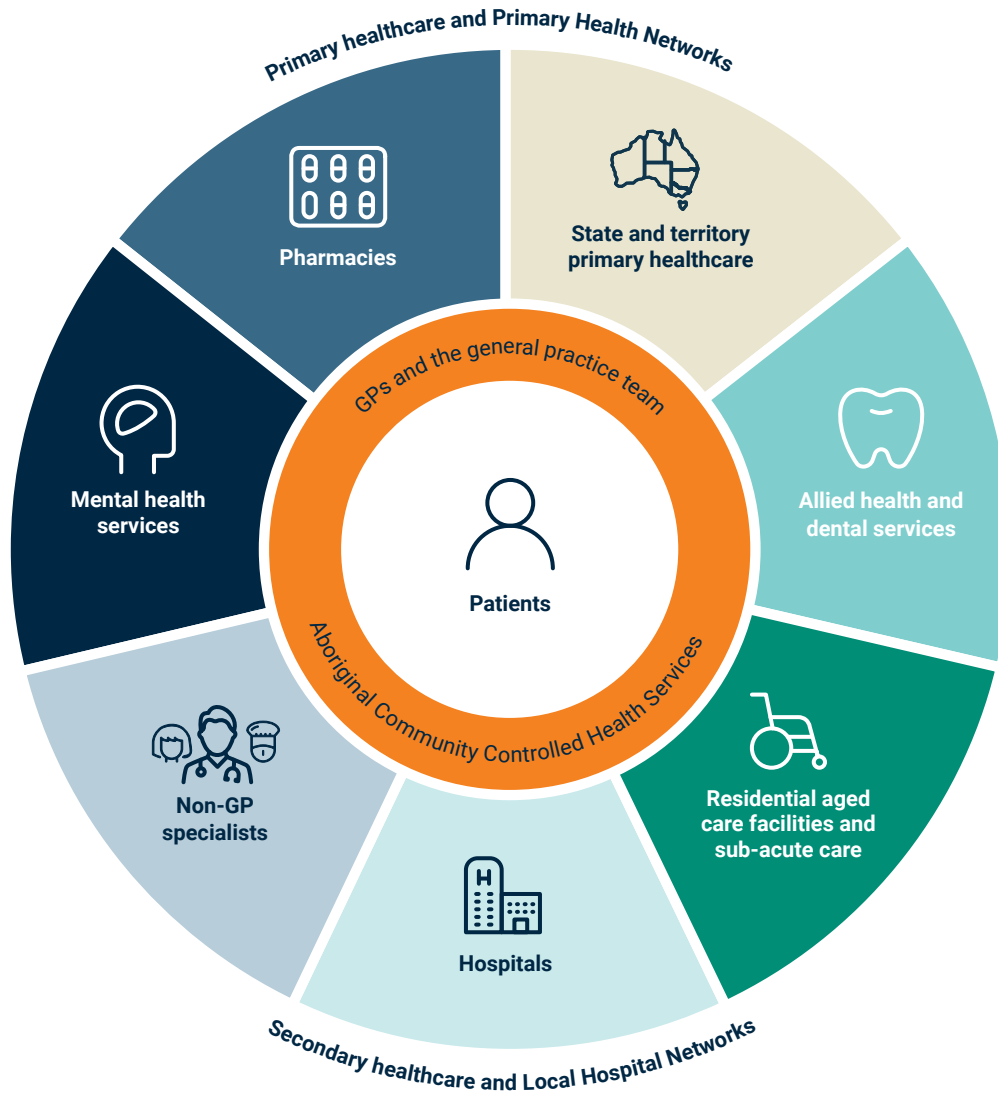 Primary healthcare and Primary Health Networks
Pharmacies
State and territory
primary healthcare
GPs and the general practice team
Mental health
services
Allied health and
dental services
Patients
Aboriginal Community Controlled Health Services
Non-GP
specialists
Residential aged
care facilities and
sub-acute care
H
Hospitals
Secondary healthcare and Local Hospital Networks